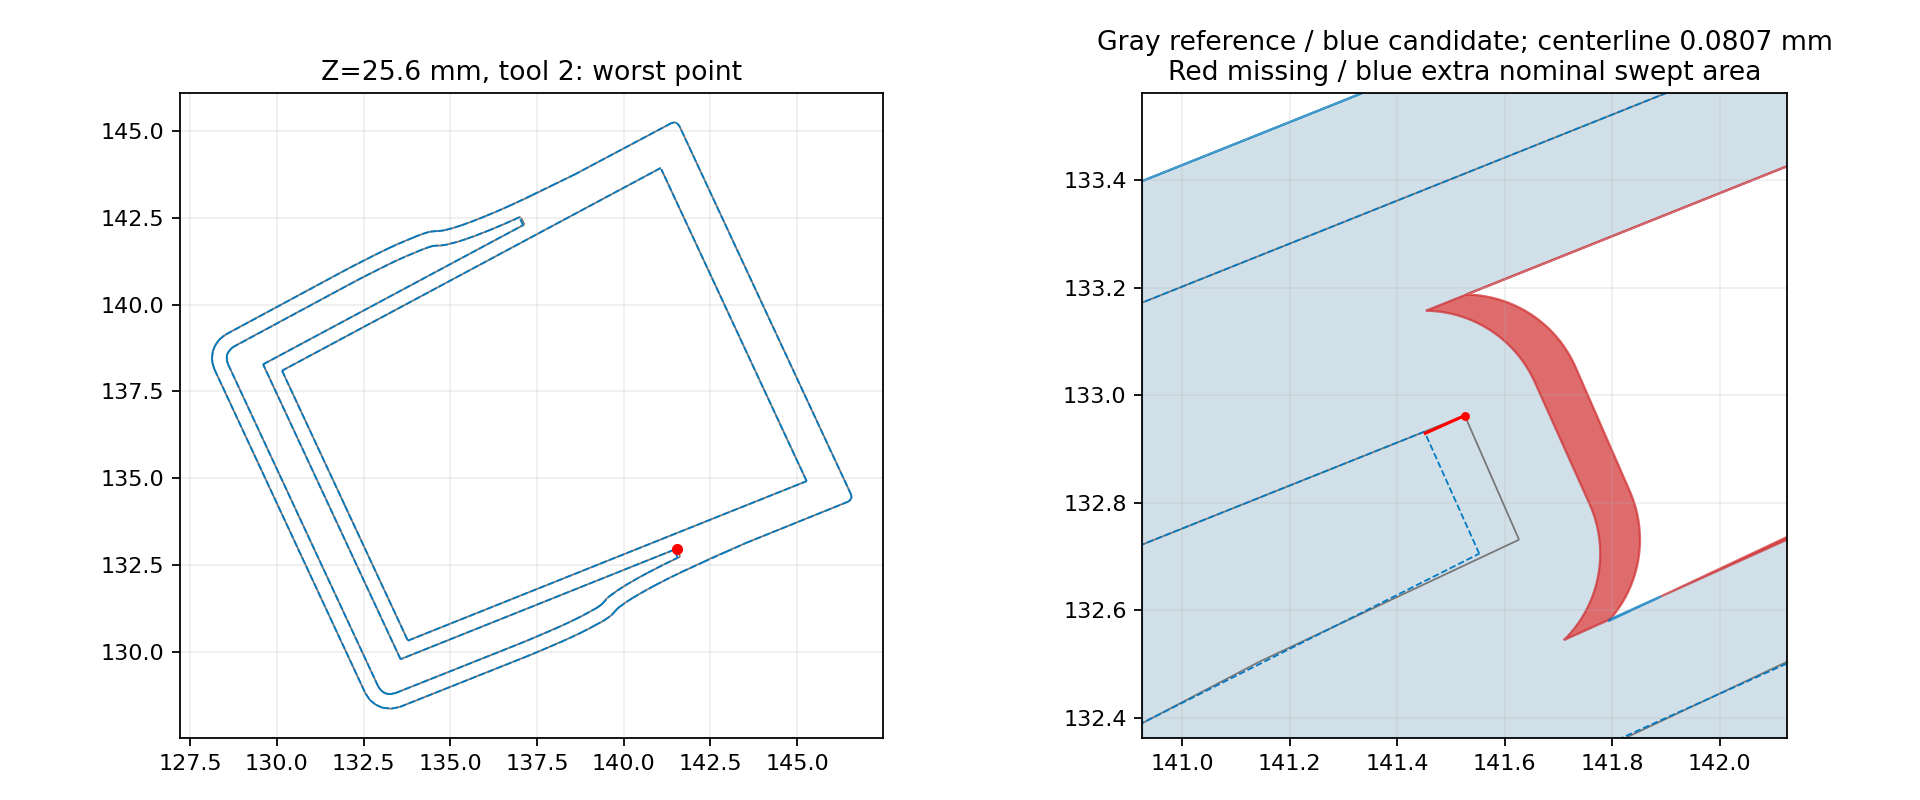 Z=25.6 mm, tool 2: worst point
145.0
142.5
140.0
137.5
135.0
132.5
130.0
127.5 130.0 132.5 135.0 137.5 140.0 142.5 145.0
Gray reference / blue candidate; centerline 0.0807 mm
Red missing / blue extra nominal swept area
133.4
133.2
133.0
132.8
132.6
132.4
141.0 141.2 141.4 141.6 141.8 142.0